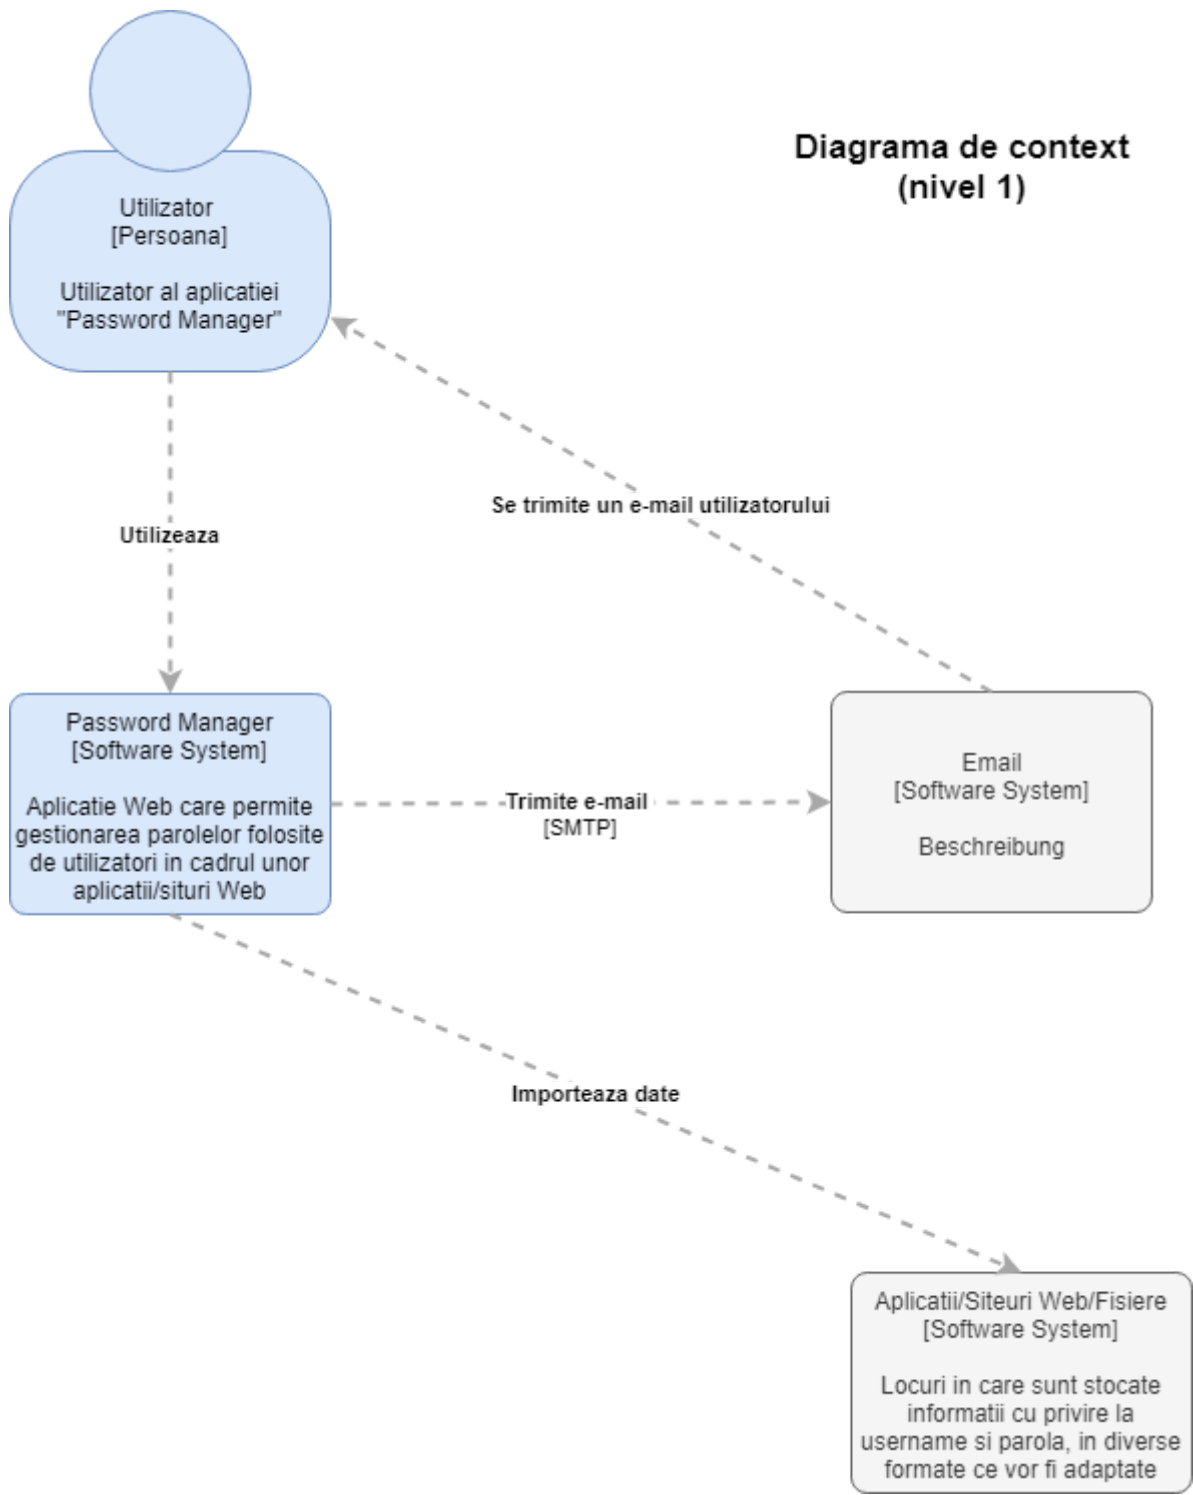 Diagrama de context
(nivel 1)
Utilizator
[Persoana]
Utilizator al aplicatiei
"Password Manager"
Se trimite un e-mail utilizatorului
Utilizeaza
Password Manager
[Software System]
Aplicatie Web care permite
gestionarea parolelor folosite
de utilizatori in cadrul unor
aplicatii/situri Web
Trimite e-mail
[SMTP]
Email
[Software System]
Beschreibung
Importeaza date
Aplicatii/Siteuri Web/Fisiere
[Software System]
Locuri in care sunt stocate
informatii cu privire la
username si parola, in diverse
formate ce vor fi adaptate